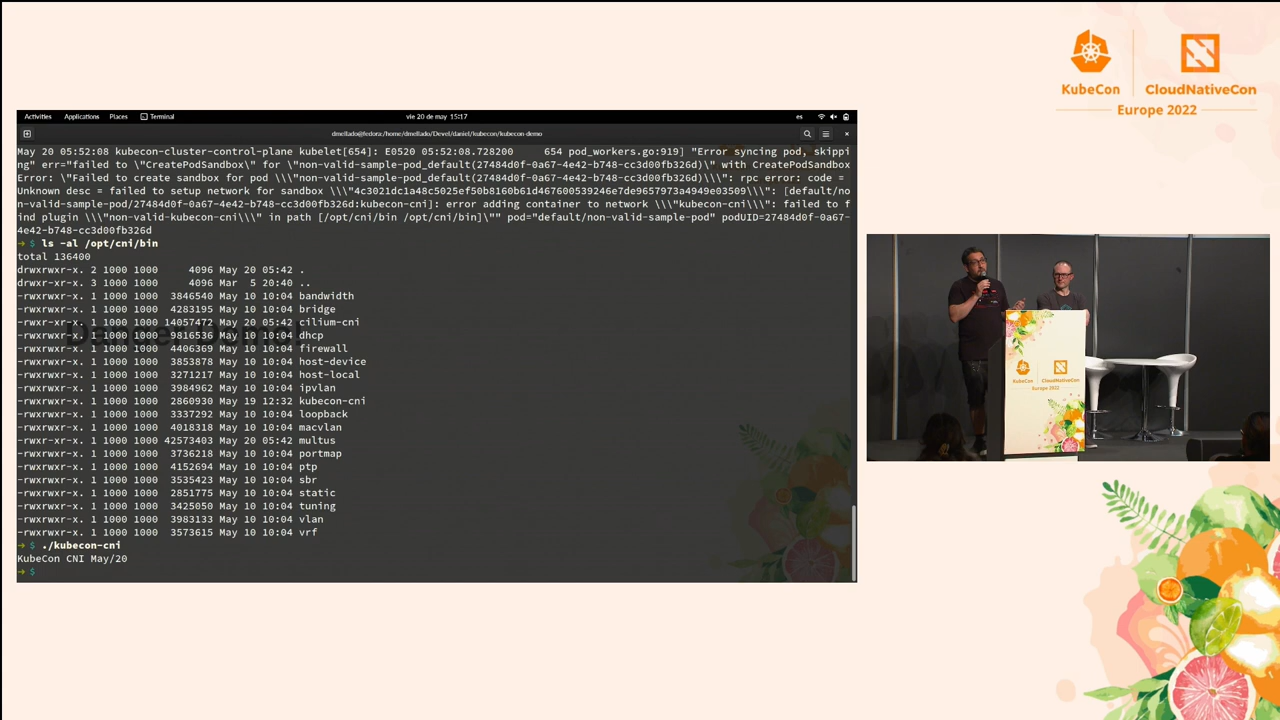 KubeCon
CloudNativeCon
Europe 2022
Activities Applications Places Terminal vie 20 de may 15:17 es
dmellado@fedora:/home/dmellado/Devel/daniel/kubecon/kubecon-demo
May 20 05:52:08 kubecon-cluster-control-plane kubelet[654]: E0520 05:52:08.728200 654 pod_workers.go:919] "Error syncing pod, skippi
ng" err="failed to \"CreatePodSandbox\" for \"non-valid-sample-pod_default(27484d0f-0a67-4e42-b748-cc3d00fb326d)\" with CreatePodSandbox
Error: \"Failed to create sandbox for pod \\\"non-valid-sample-pod_default(27484d0f-0a67-4e42-b748-cc3d00fb326d)\\\": rpc error: code =
Unknown desc = failed to setup network for sandbox \\\"4c3021dc1a48c5025ef50b8160b61d467600539246e7de9657973a4949e03509\\\": [default/no
n-valid-sample-pod/27484d0f-0a67-4e42-b748-cc3d00fb326d:kubecon-cni]: error adding container to network \\\"kubecon-cni\\\": failed to f
ind plugin \\\"non-valid-kubecon-cni\\\" in path [/opt/cni/bin /opt/cni/bin]\"" pod="default/non-valid-sample-pod" podUID=27484d0f-0a67-
4e42-b748-cc3d00fb326d
→ $ ls -al /opt/cni/bin
total 136400
drwxrwxr-x. 2 1000 1000 4096 May 20 05:42 .
drwxrwxr-x. 3 1000 1000 4096 Mar 5 20:40 ..
-rwxrwxr-x. 1 1000 1000 3846540 May 10 10:04 bandwidth
-rwxrwxr-x. 1 1000 1000 4283195 May 10 10:04 bridge
-rwxrwxr-x. 1 1000 1000 14057472 May 20 05:42 cilium-cni
-rwxrwxr-x. 1 1000 1000 9816536 May 10 10:04 dhcp
-rwxrwxr-x. 1 1000 1000 4406369 May 10 10:04 firewall
-rwxrwxr-x. 1 1000 1000 3853878 May 10 10:04 host-device
-rwxrwxr-x. 1 1000 1000 3271217 May 10 10:04 host-local
-rwxrwxr-x. 1 1000 1000 3984962 May 10 10:04 ipvlan
-rwxrwxr-x. 1 1000 1000 2860930 May 19 12:32 kubecon-cni
-rwxrwxr-x. 1 1000 1000 3337292 May 10 10:04 loopback
-rwxrwxr-x. 1 1000 1000 4018318 May 10 10:04 macvlan
-rwxr-xr-x. 1 1000 1000 42573403 May 20 05:42 multus
-rwxrwxr-x. 1 1000 1000 3736218 May 10 10:04 portmap
-rwxrwxr-x. 1 1000 1000 4152694 May 10 10:04 ptp
-rwxrwxr-x. 1 1000 1000 3535423 May 10 10:04 sbr
-rwxrwxr-x. 1 1000 1000 2851775 May 10 10:04 static
-rwxrwxr-x. 1 1000 1000 3425050 May 10 10:04 tuning
-rwxrwxr-x. 1 1000 1000 3983133 May 10 10:04 vlan
-rwxrwxr-x. 1 1000 1000 3573615 May 10 10:04 vrf
→ $ ./kubecon-cni
KubeCon CNI May/20
→ $
KubeCon
CloudNativeCon
Europe 2022